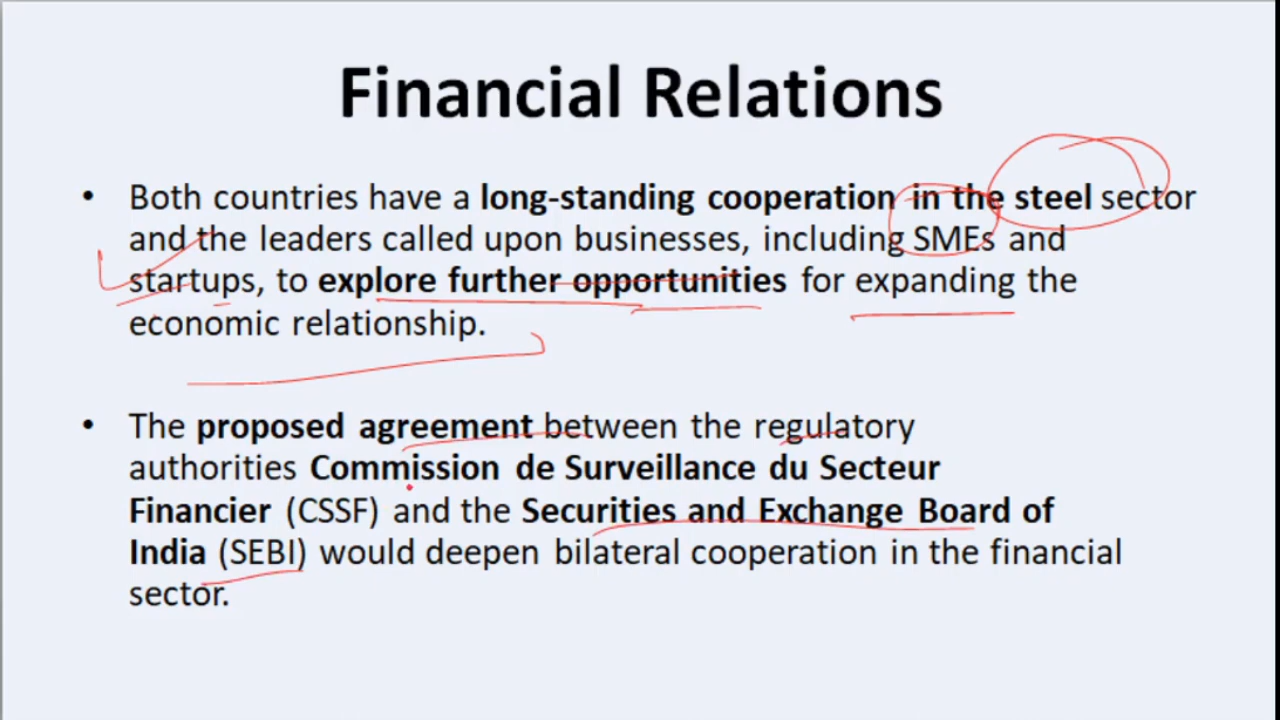 Financial Relations
• Both countries have a long-standing cooperation in the steel sector
and the leaders called upon businesses, including SMEs and
startups, to explore further opportunities for expanding the
economic relationship.
• The proposed agreement between the regulatory
authorities Commission de Surveillance du Secteur
Financier (CSSF) and the Securities and Exchange Board of
India (SEBI) would deepen bilateral cooperation in the financial
sector.